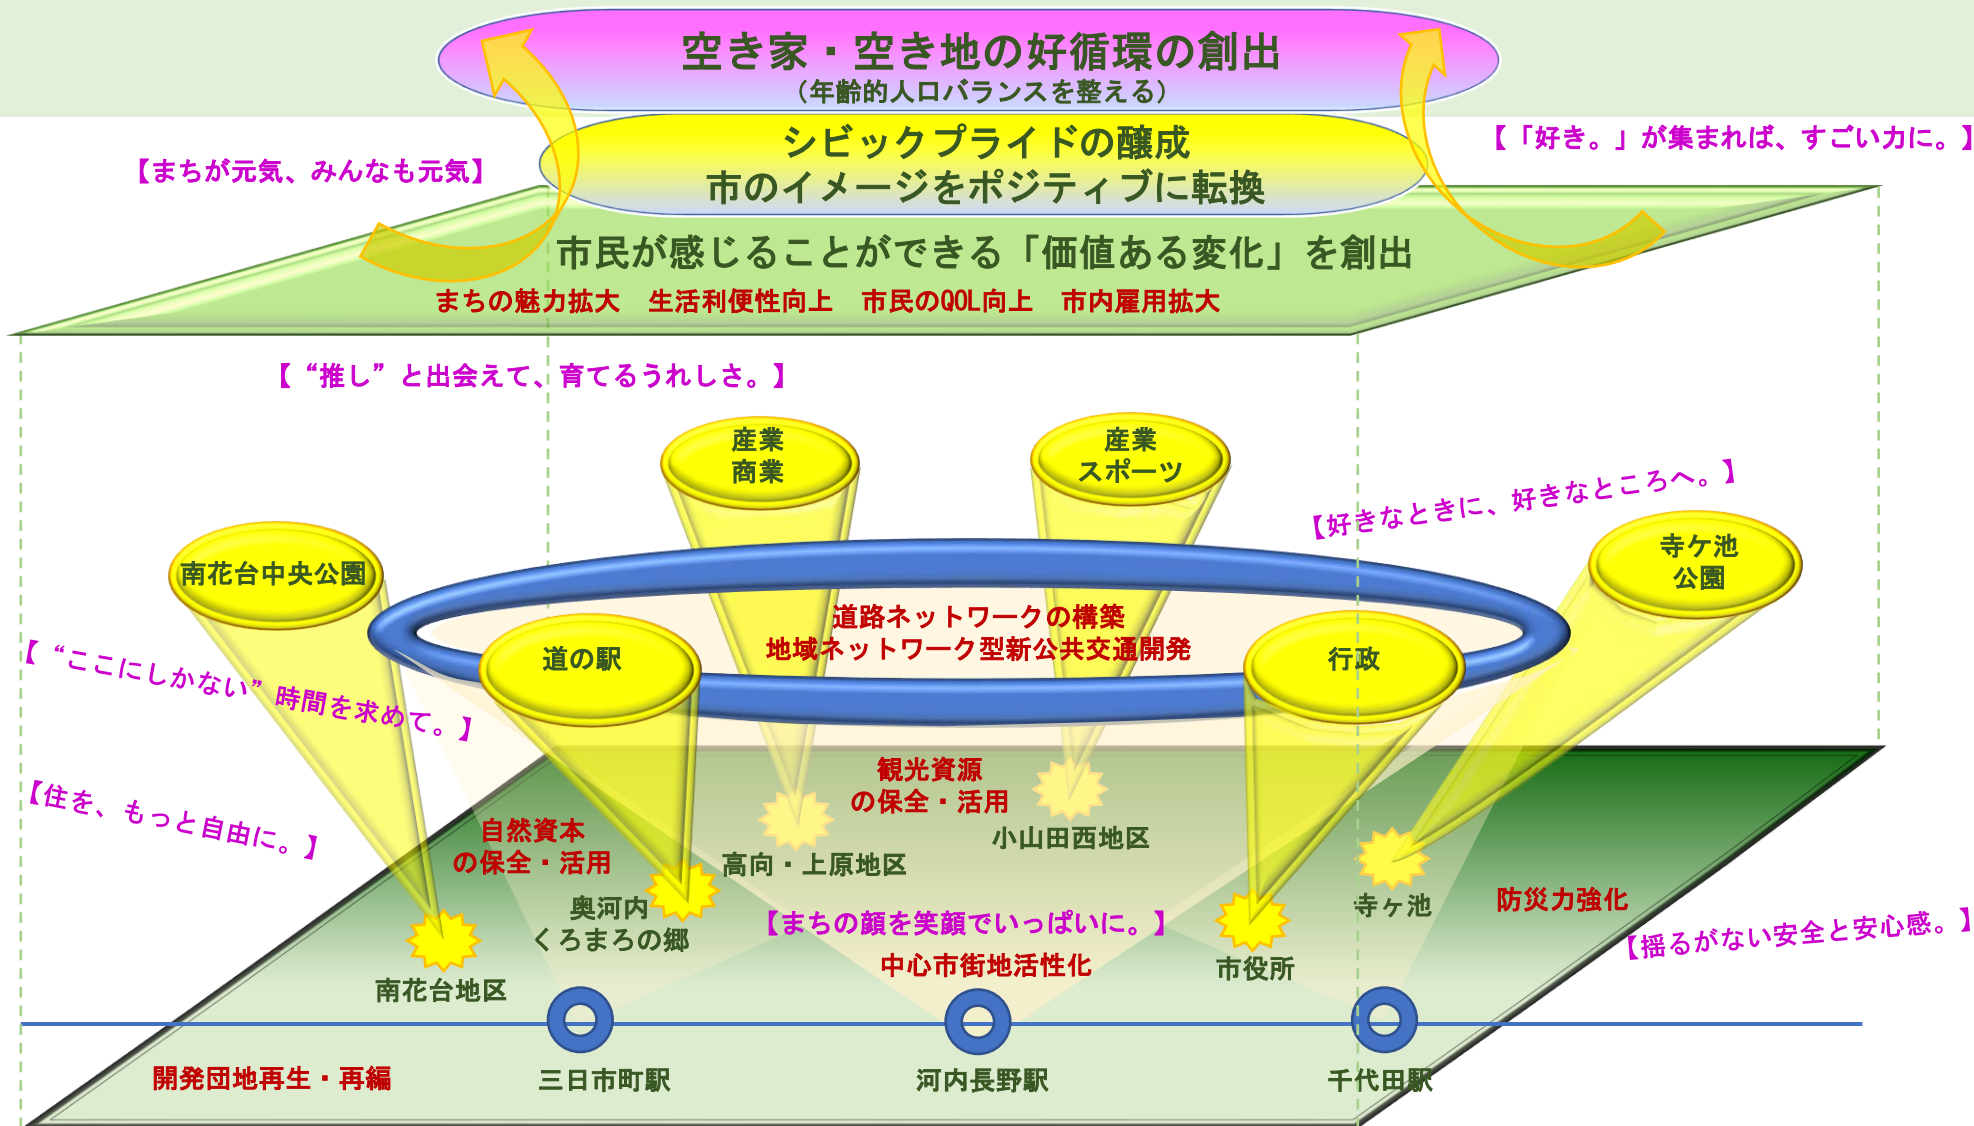 空き家・空き地の好循環の創出
（年齢的人口バランスを整える）
シビックプライドの醸成
市のイメージをポジティブに転換
【まちが元気、みんなも元気】
【「好き。」が集まれば、すごい力に。】
市民が感じることができる「価値ある変化」を創出
まちの魅力拡大　生活利便性向上　市民のQOL向上　市内雇用拡大
【“推し”と出会えて、育てるうれしさ。】
産業
商業
産業
スポーツ
【好きなときに、好きなところへ。】
南花台中央公園
寺ケ池
公園
道路ネットワークの構築
地域ネットワーク型新公共交通開発
道の駅
行政
【“ここにしかない”時間を求めて。】
観光資源
の保全・活用
【住を、もっと自由に。】
自然資本
の保全・活用
小山田西地区
高向・上原地区
奥河内
くろまろの郷
寺ヶ池
防災力強化
【まちの顔を笑顔でいっぱいに。】
【揺るがない安全と安心感。】
中心市街地活性化
市役所
南花台地区
開発団地再生・再編
三日市町駅
河内長野駅
千代田駅